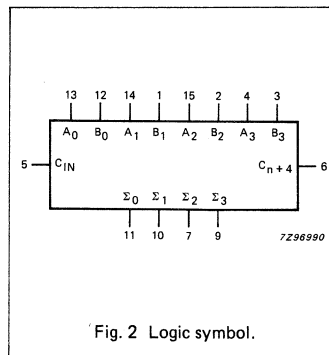 13 12 14 1 15 2 4 3
A0 B0 A1 B1 A2 B2 A3 B3
5 CIN Cn+4 6
Σ0 Σ1 Σ2 Σ3
11 10 7 9 7Z96990
Fig. 2 Logic symbol.